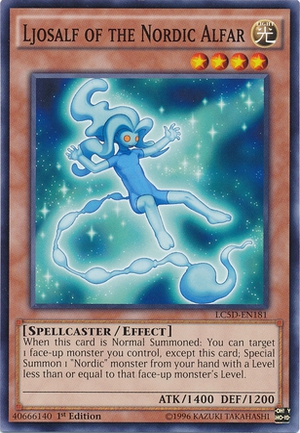 LJOSALF OF THE NORDIC ALFAR
LC5D-EN181
[SPELLCASTER / EFFECT]
When this card is Normal Summoned: You can target
1 face-up monster you control, except this card; Special
Summon 1 "Nordic" monster from your hand with a Level
less than or equal to that face-up monster's Level.
ATK/1400 DEF/1200
40666140 1st Edition ©1996 KAZUKI TAKAHASHI